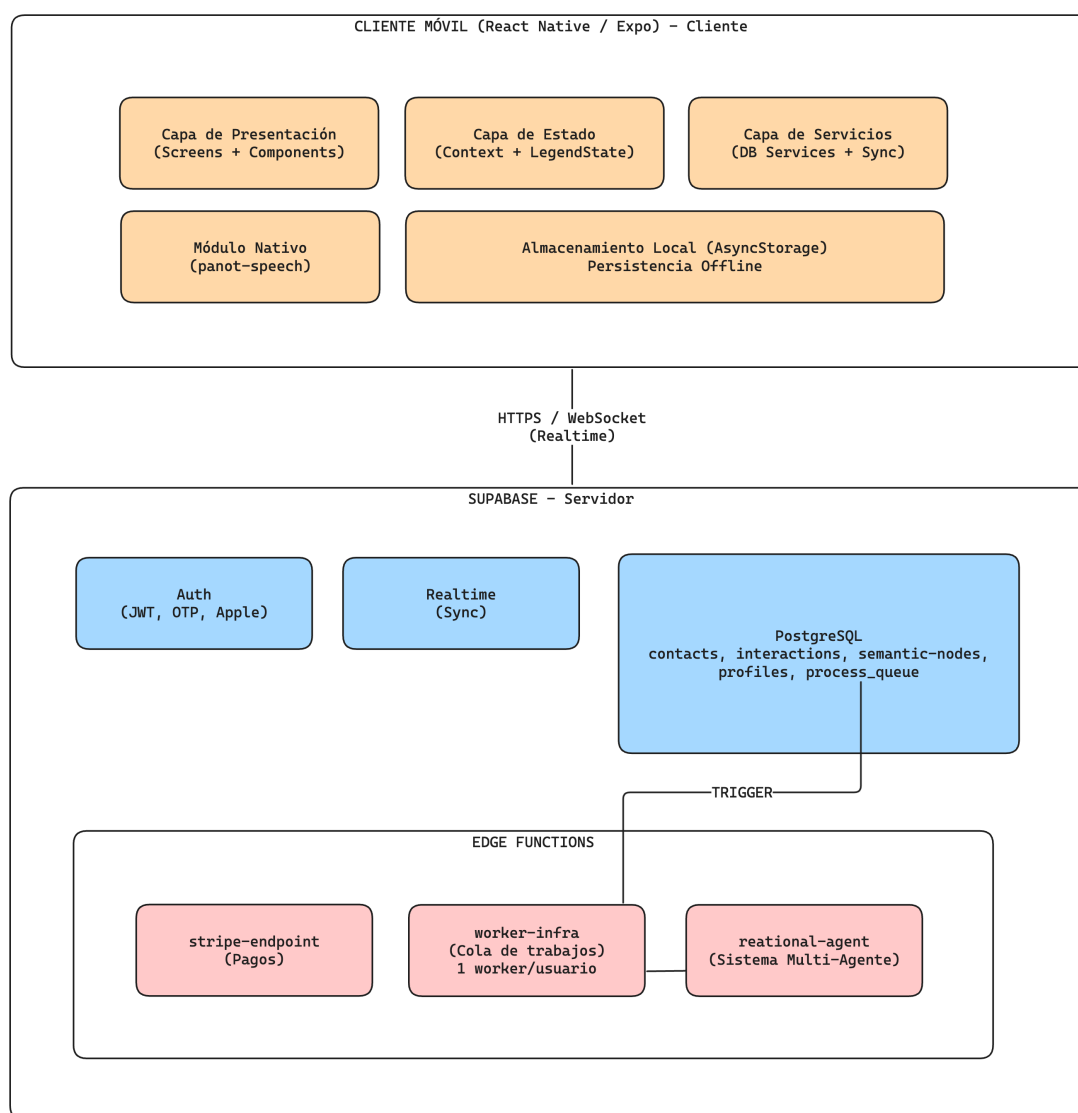 CLIENTE MÓVIL (React Native / Expo) – Cliente
Capa de Presentación
(Screens + Components)
Capa de Estado
(Context + LegendState)
Capa de Servicios
(DB Services + Sync)
Módulo Nativo
(panot-speech)
Almacenamiento Local (AsyncStorage)
Persistencia Offline
HTTPS / WebSocket
(Realtime)
SUPABASE – Servidor
Auth
(JWT, OTP, Apple)
Realtime
(Sync)
PostgreSQL
contacts, interactions, semantic-nodes,
profiles, process_queue
TRIGGER
EDGE FUNCTIONS
stripe-endpoint
(Pagos)
worker-infra
(Cola de trabajos)
1 worker/usuario
reational-agent
(Sistema Multi-Agente)